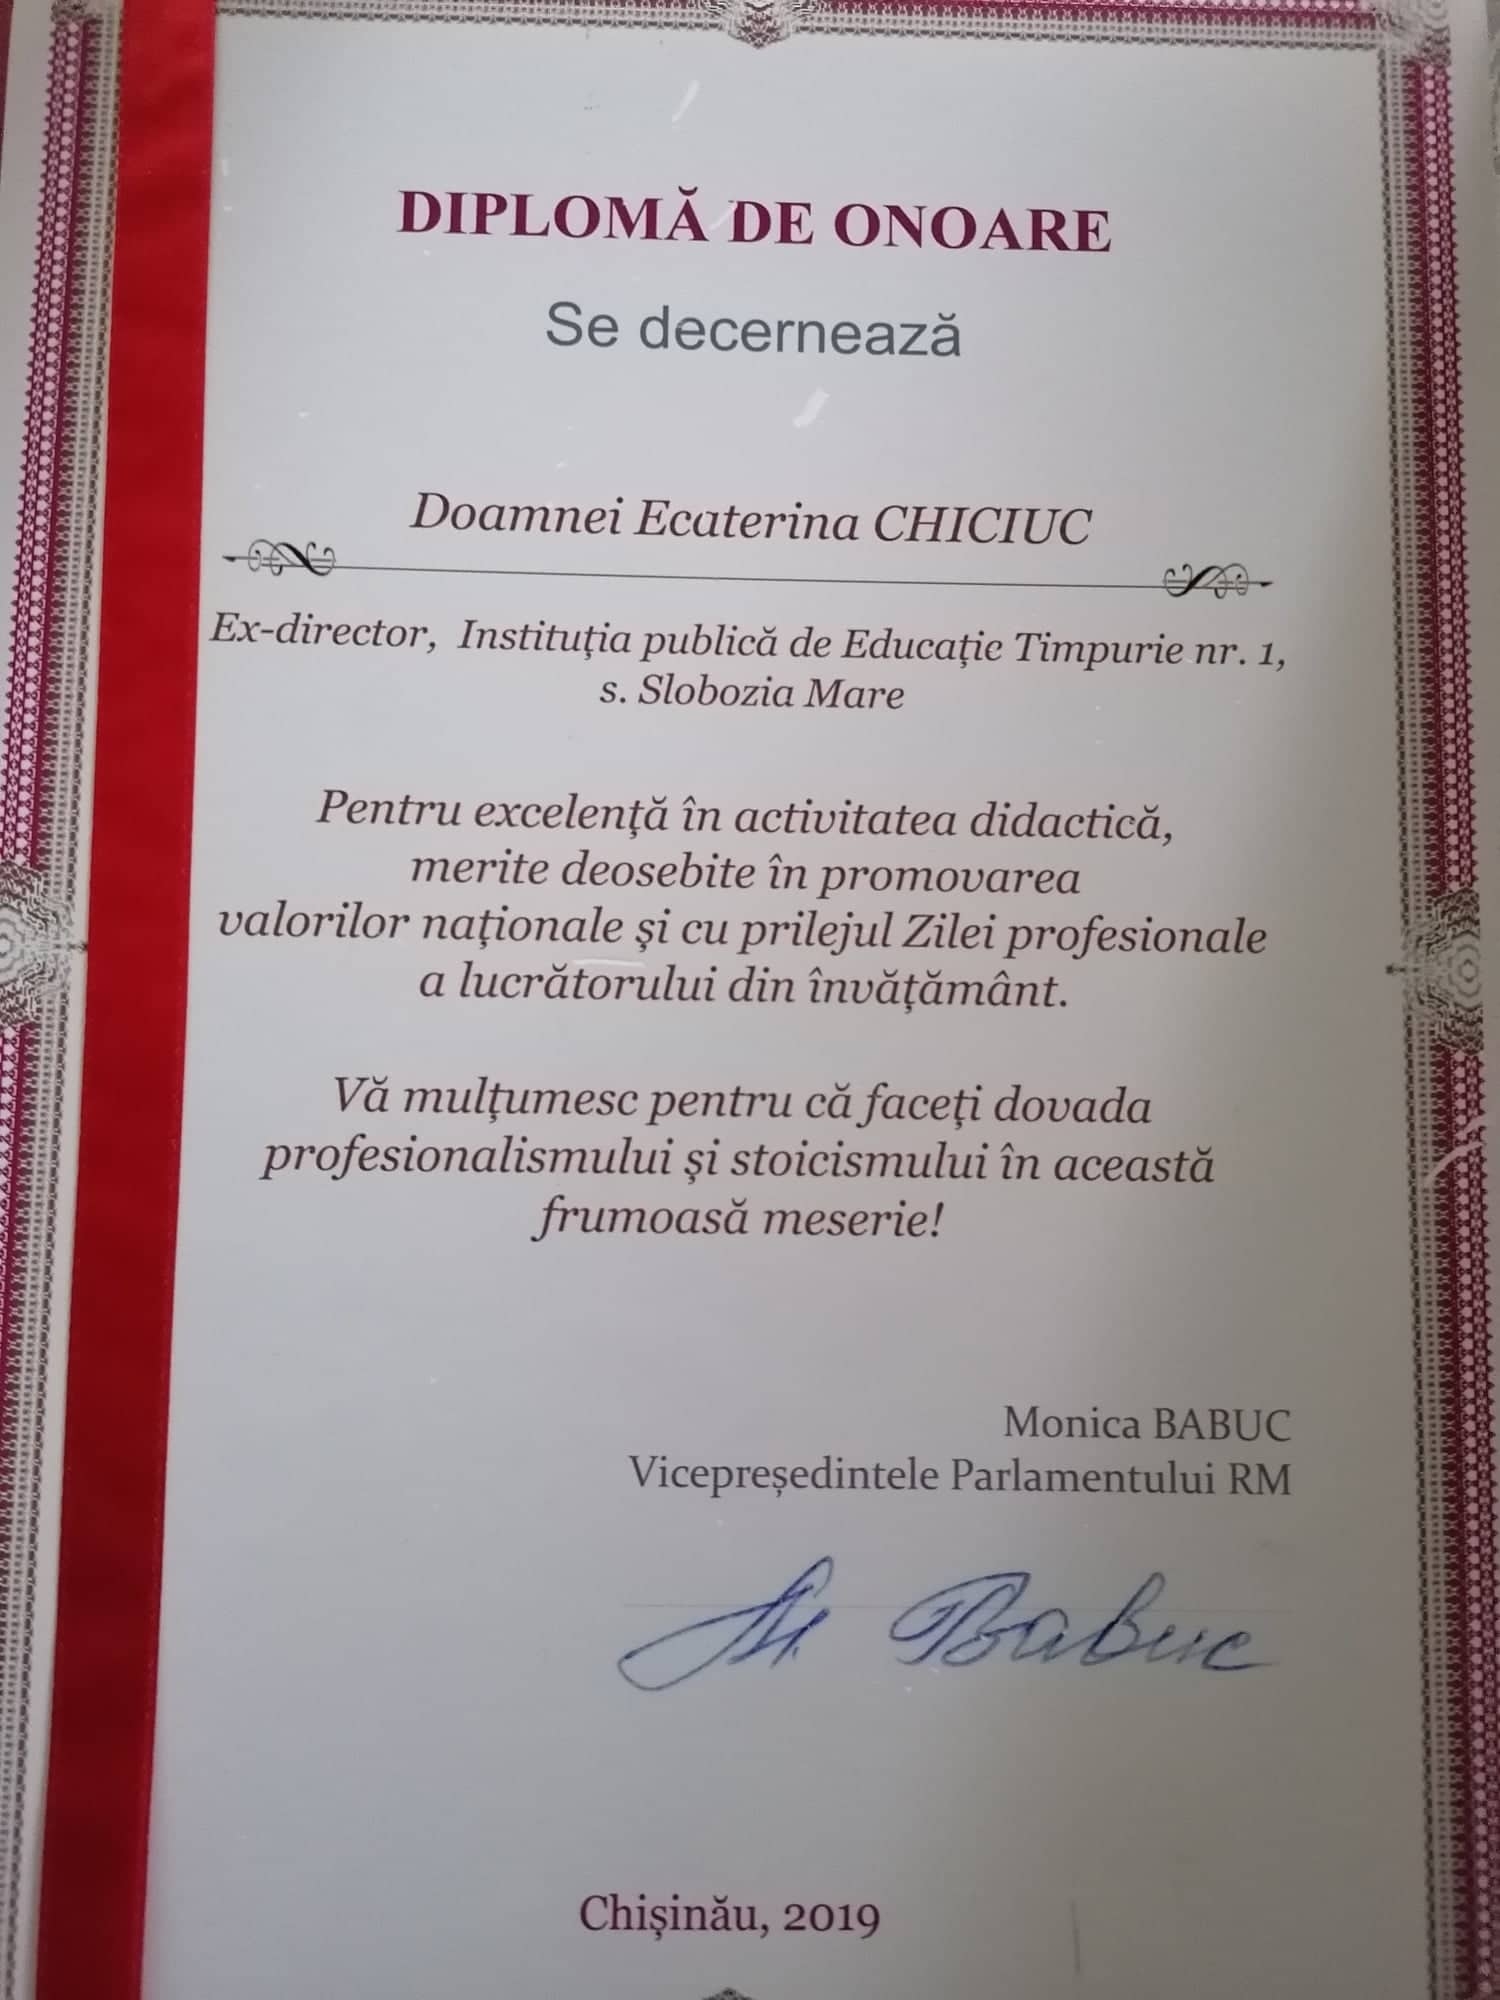 DIPLOMĂ DE ONOARE
Se decernează
Doamnei Ecaterina CHICIUC
Ex-director, Instituția publică de Educație Timpurie nr. 1,
s. Slobozia Mare
Pentru excelență în activitatea didactică,
merite deosebite în promovarea
valorilor naționale și cu prilejul Zilei profesionale
a lucrătorului din învățământ.
Vă mulțumesc pentru că faceți dovada
profesionalismului și stoicismului în această
frumoasă meserie!
Monica BABUC
Vicepreședintele Parlamentului RM
M. Babuc
Chișinău, 2019